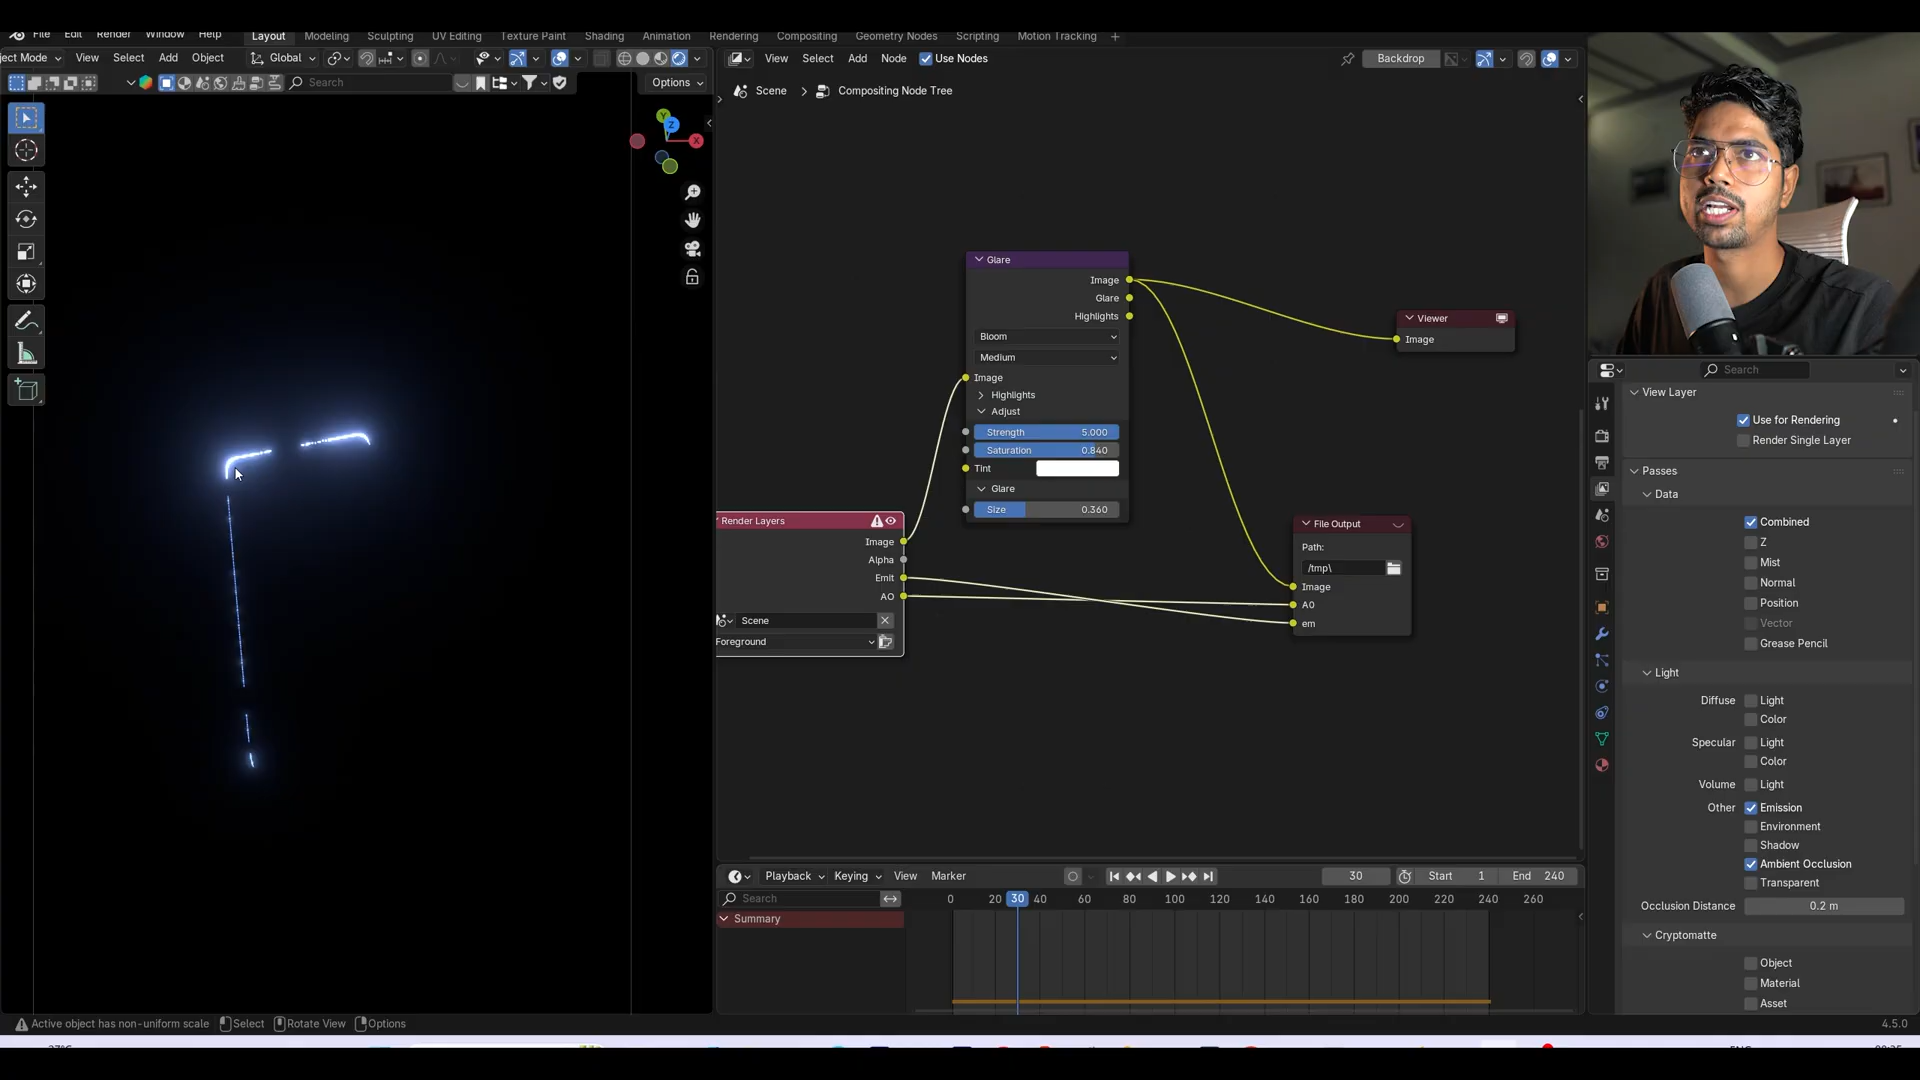 File Edit Render Window Help Layout Modeling Sculpting UV Editing Texture Paint Shading Animation Rendering Compositing Geometry Nodes Scripting Motion Tracking +
ject Mode View Select Add Object Global
View Select Add Node Use Nodes Backdrop
Search Options
Scene > Compositing Node Tree
Y
Z
X
Glare
Image
Glare
Highlights
Bloom
Medium
Image
Highlights
Adjust
Strength 5.000
Saturation 0.840
Tint
Glare
Size 0.360
Viewer
Image
Render Layers
Image
Alpha
Emit
AO
Scene
Foreground
File Output
Path:
/tmp\
Image
AO
em
Search
View Layer
Use for Rendering
Render Single Layer
Passes
Data
Combined
Z
Mist
Normal
Position
Vector
Grease Pencil
Light
Diffuse Light
Color
Specular Light
Color
Volume Light
Other Emission
Environment
Shadow
Ambient Occlusion
Transparent
Occlusion Distance 0.2 m
Cryptomatte
Object
Material
Asset
Playback Keying View Marker 30 Start 1 End 240
Search 0 20 30 40 60 80 100 120 140 160 180 200 220 240 260
Summary
Active object has non-uniform scale Select Rotate View Options 4.5.0